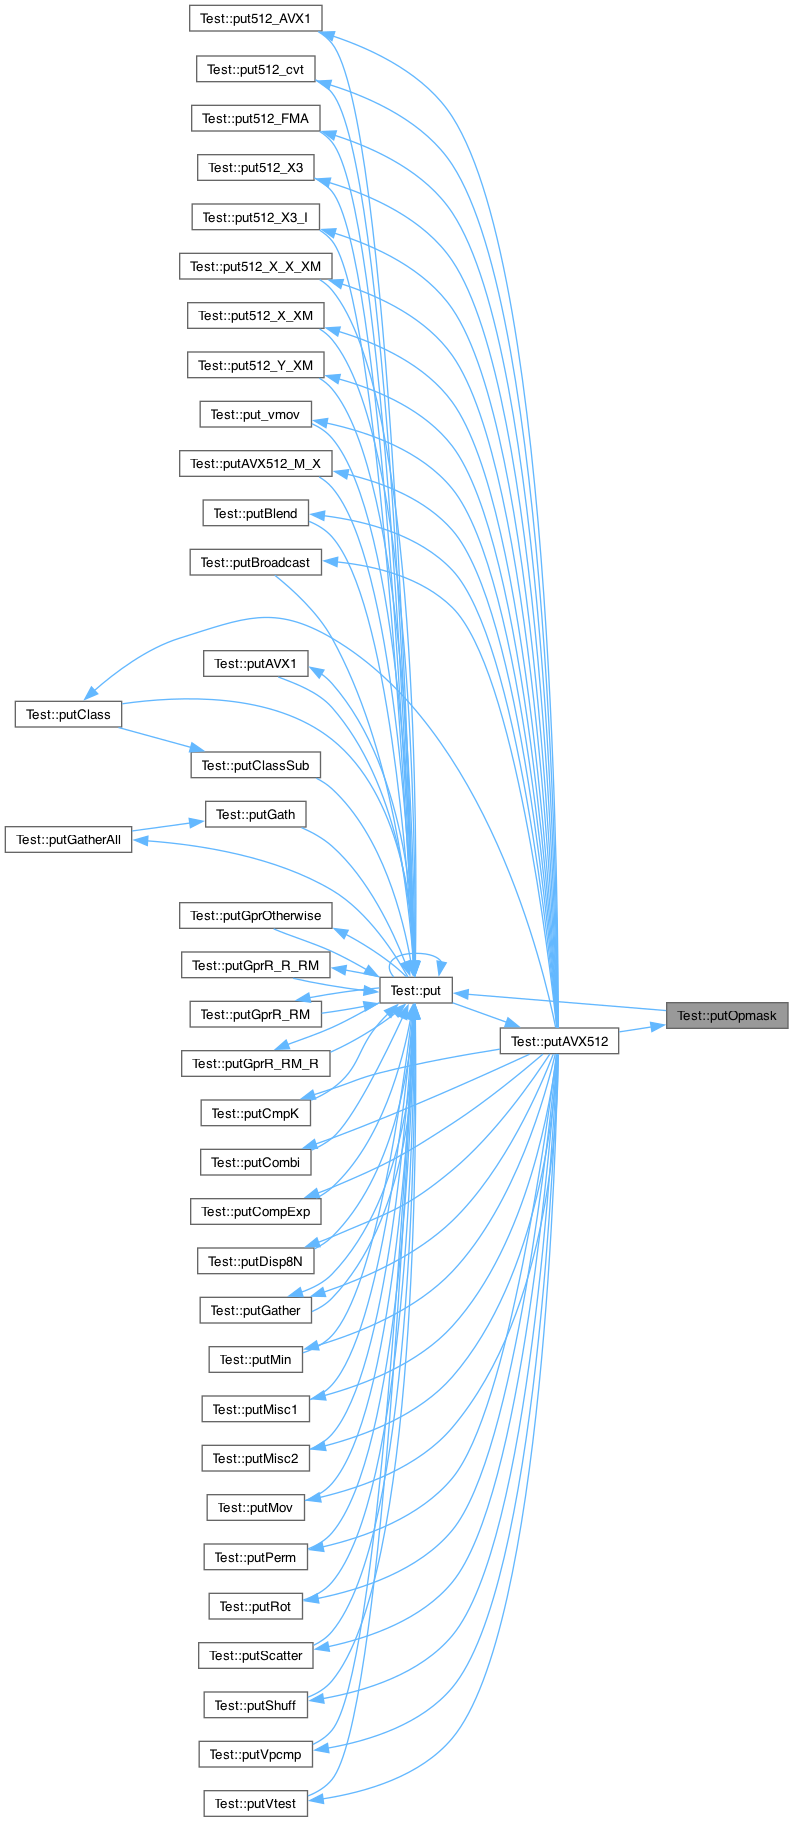 Test::put512_AVX1
Test::put512_cvt
Test::put512_FMA
Test::put512_X3
Test::put512_X3_I
Test::put512_X_X_XM
Test::put512_X_XM
Test::put512_Y_XM
Test::put_vmov
Test::putAVX512_M_X
Test::putBlend
Test::putBroadcast
Test::putAVX1
Test::putClass
Test::putClassSub
Test::putGath
Test::putGatherAll
Test::putGprOtherwise
Test::putGprR_R_RM
Test::put
Test::putGprR_RM
Test::putOpmask
Test::putAVX512
Test::putGprR_RM_R
Test::putCmpK
Test::putCombi
Test::putCompExp
Test::putDisp8N
Test::putGather
Test::putMin
Test::putMisc1
Test::putMisc2
Test::putMov
Test::putPerm
Test::putRot
Test::putScatter
Test::putShuff
Test::putVpcmp
Test::putVtest